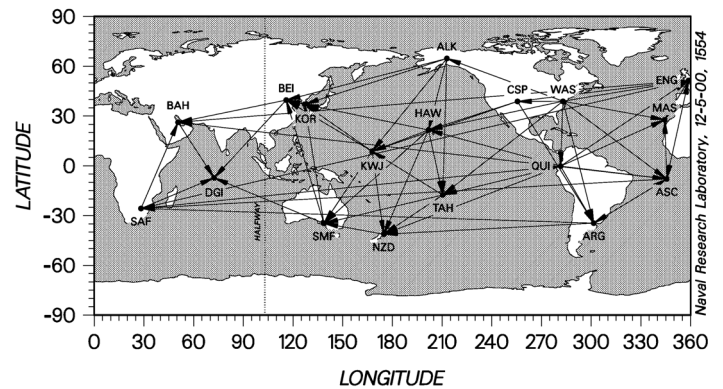 90
60
30
0
-30
-60
-90
LATITUDE
0 30 60 90 120 150 180 210 240 270 300 330 360
LONGITUDE
ALK
BEI
KOR
BAH
CSP
WAS
ENG
MAS
HAW
KWJ
QUI
DGI
SAF
TAH
ASC
SMF
NZD
ARG
HALFWAY
Naval Research Laboratory, 12-5-00, 1554